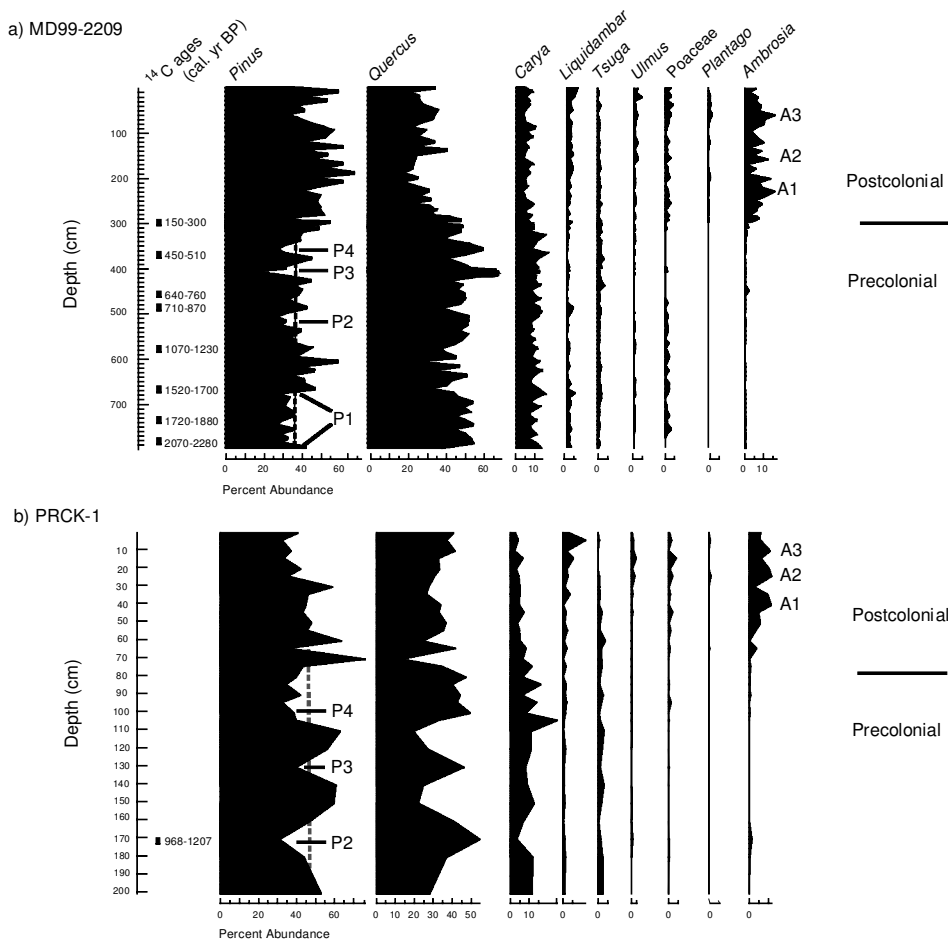 a) MD99-2209
14C ages
(cal. yr BP)
Pinus
Quercus
Carya
Liquidambar
Tsuga
Ulmus
Poaceae
Plantago
Ambrosia
Depth (cm)
100
200
300
400
500
600
700
150-300
450-510
640-760
710-870
1070-1230
1520-1700
1720-1880
2070-2280
P4
P3
P2
P1
A3
A2
A1
Postcolonial
Precolonial
0 20 40 60
0 20 40 60
0 10
0
0
0
0
0
0 10
Percent Abundance
b) PRCK-1
Depth (cm)
10
20
30
40
50
60
70
80
90
100
110
120
130
140
150
160
170
180
190
200
968-1207
P4
P3
P2
A3
A2
A1
Postcolonial
Precolonial
0 20 40 60
0 10 20 30 40 50
0 10
0
0
0
0
0
0 10
Percent Abundance